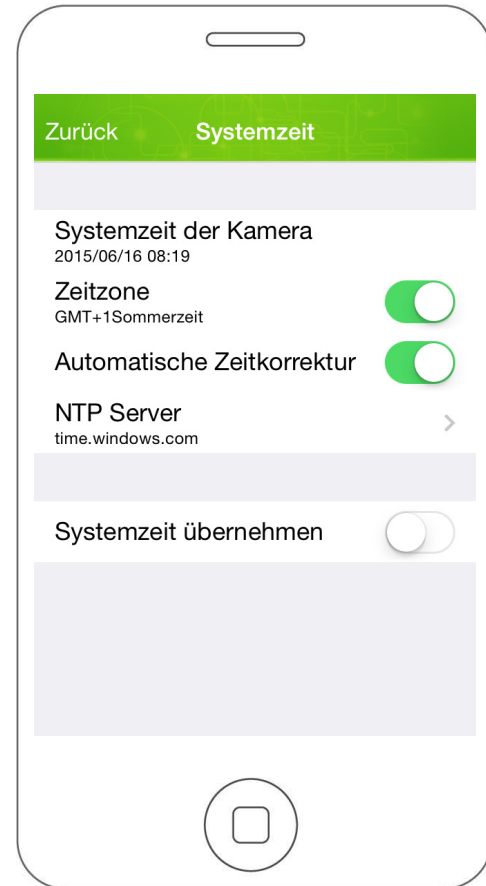 Zurück Systemzeit
Systemzeit der Kamera
2015/06/16 08:19
Zeitzone
GMT+1Sommerzeit
Automatische Zeitkorrektur
NTP Server
time.windows.com
Systemzeit übernehmen